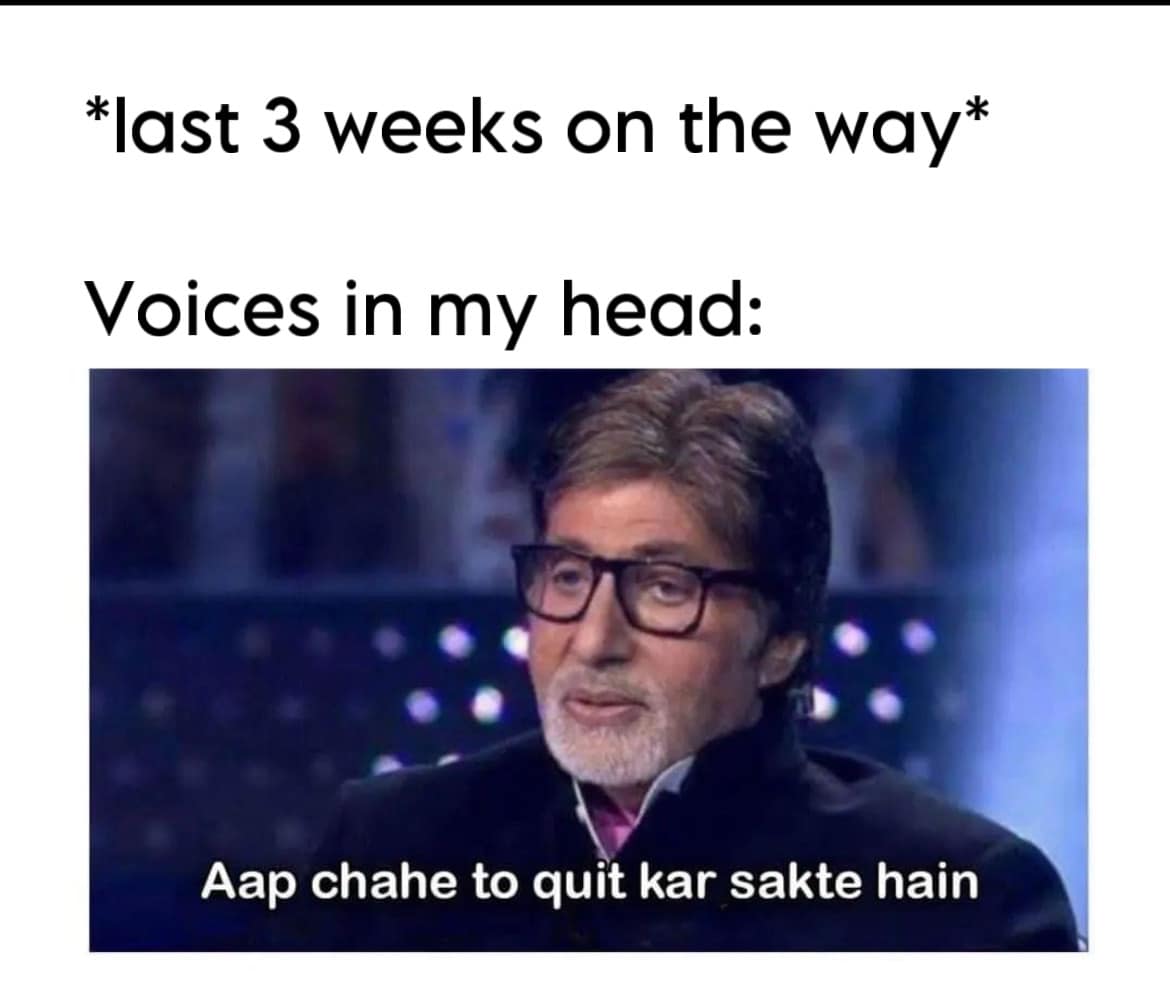 *last 3 weeks on the way*
Voices in my head:
Aap chahe to quit kar sakte hain